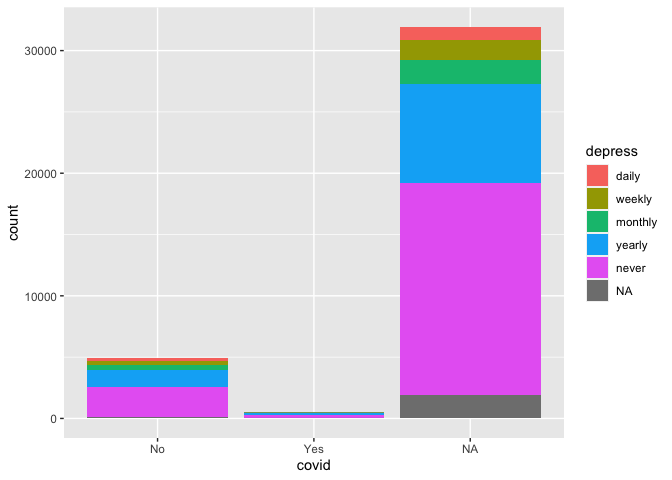 30000
20000
10000
0
count
No
Yes
NA
covid
depress
daily
weekly
monthly
yearly
never
NA